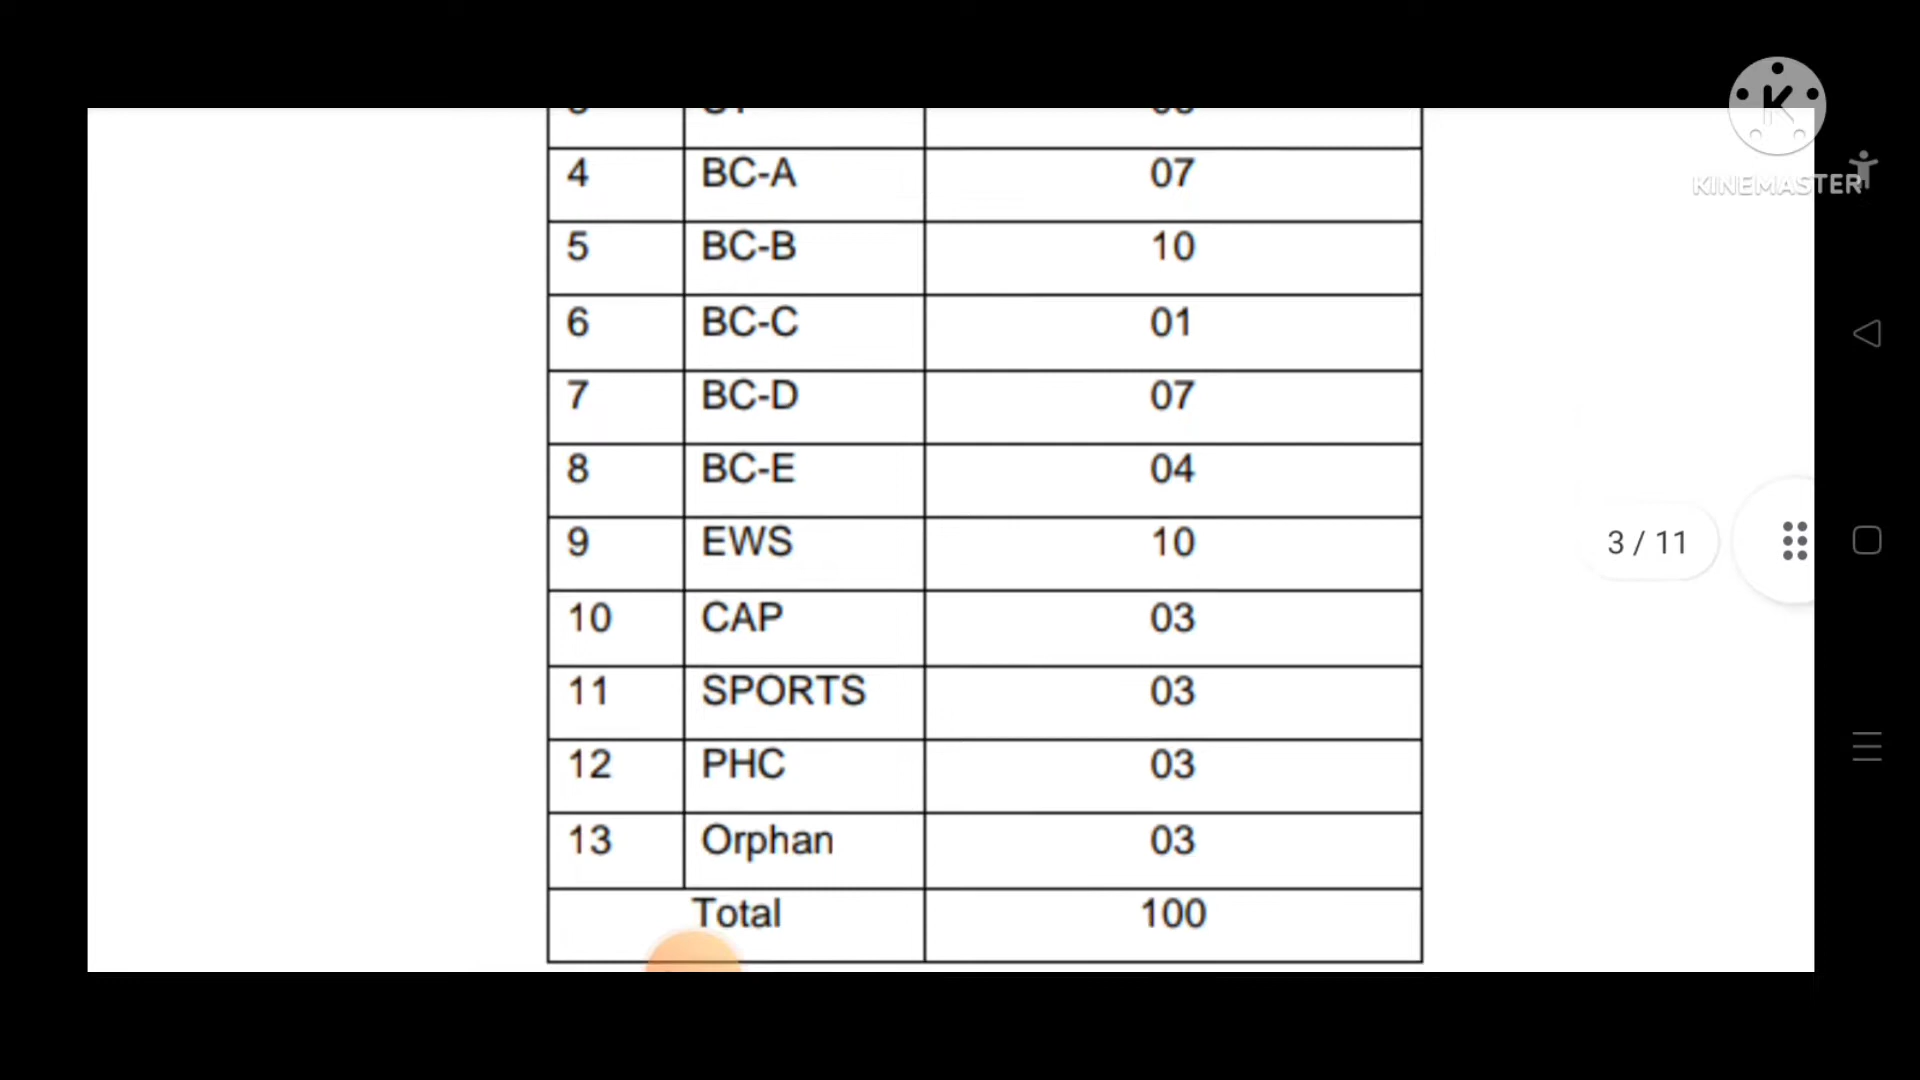 4 BC-A 07
5 BC-B 10
6 BC-C 01
7 BC-D 07
8 BC-E 04
9 EWS 10
10 CAP 03
11 SPORTS 03
12 PHC 03
13 Orphan 03
Total 100
3 / 11
K
KINEMASTER